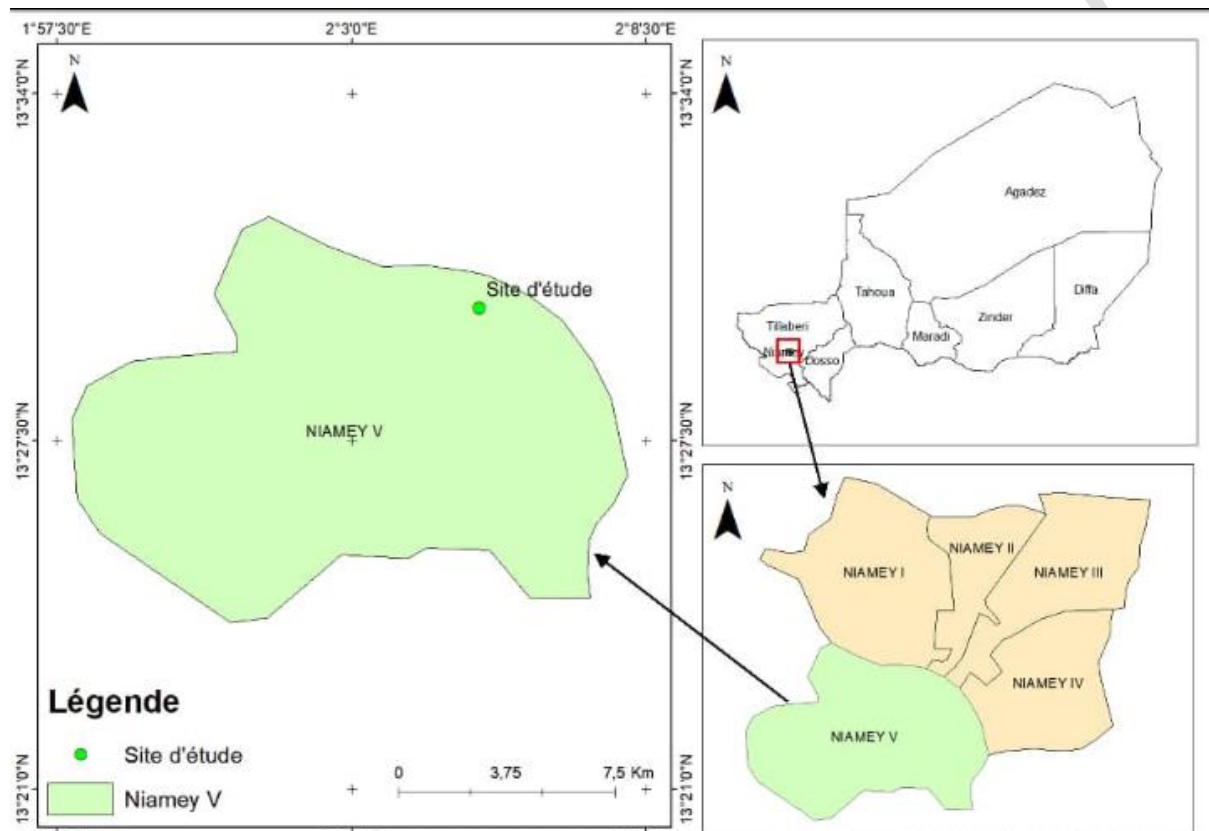 1°57'30"E 2°3'0"E 2°8'30"E
N
13°34'0"N 13°34'0"N
Site d'étude
NIAMEY V
13°27'30"N 13°27'30"N
Légende
Site d'étude
Niamey V
0 3,75 7,5 Km
13°21'0"N 13°21'0"N
N
Agadez
Tahoua
Diffa
Zinder
Tillaberi
Maradi
Niamey
Dosso
N
NIAMEY II
NIAMEY I
NIAMEY III
NIAMEY IV
NIAMEY V